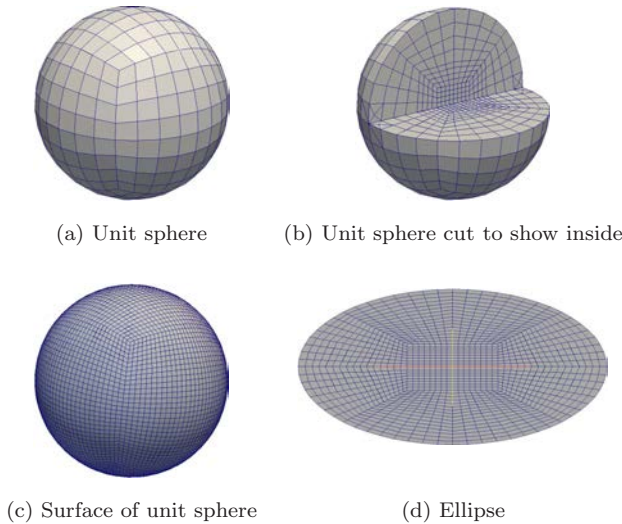 (a) Unit sphere
(b) Unit sphere cut to show inside
(c) Surface of unit sphere
(d) Ellipse